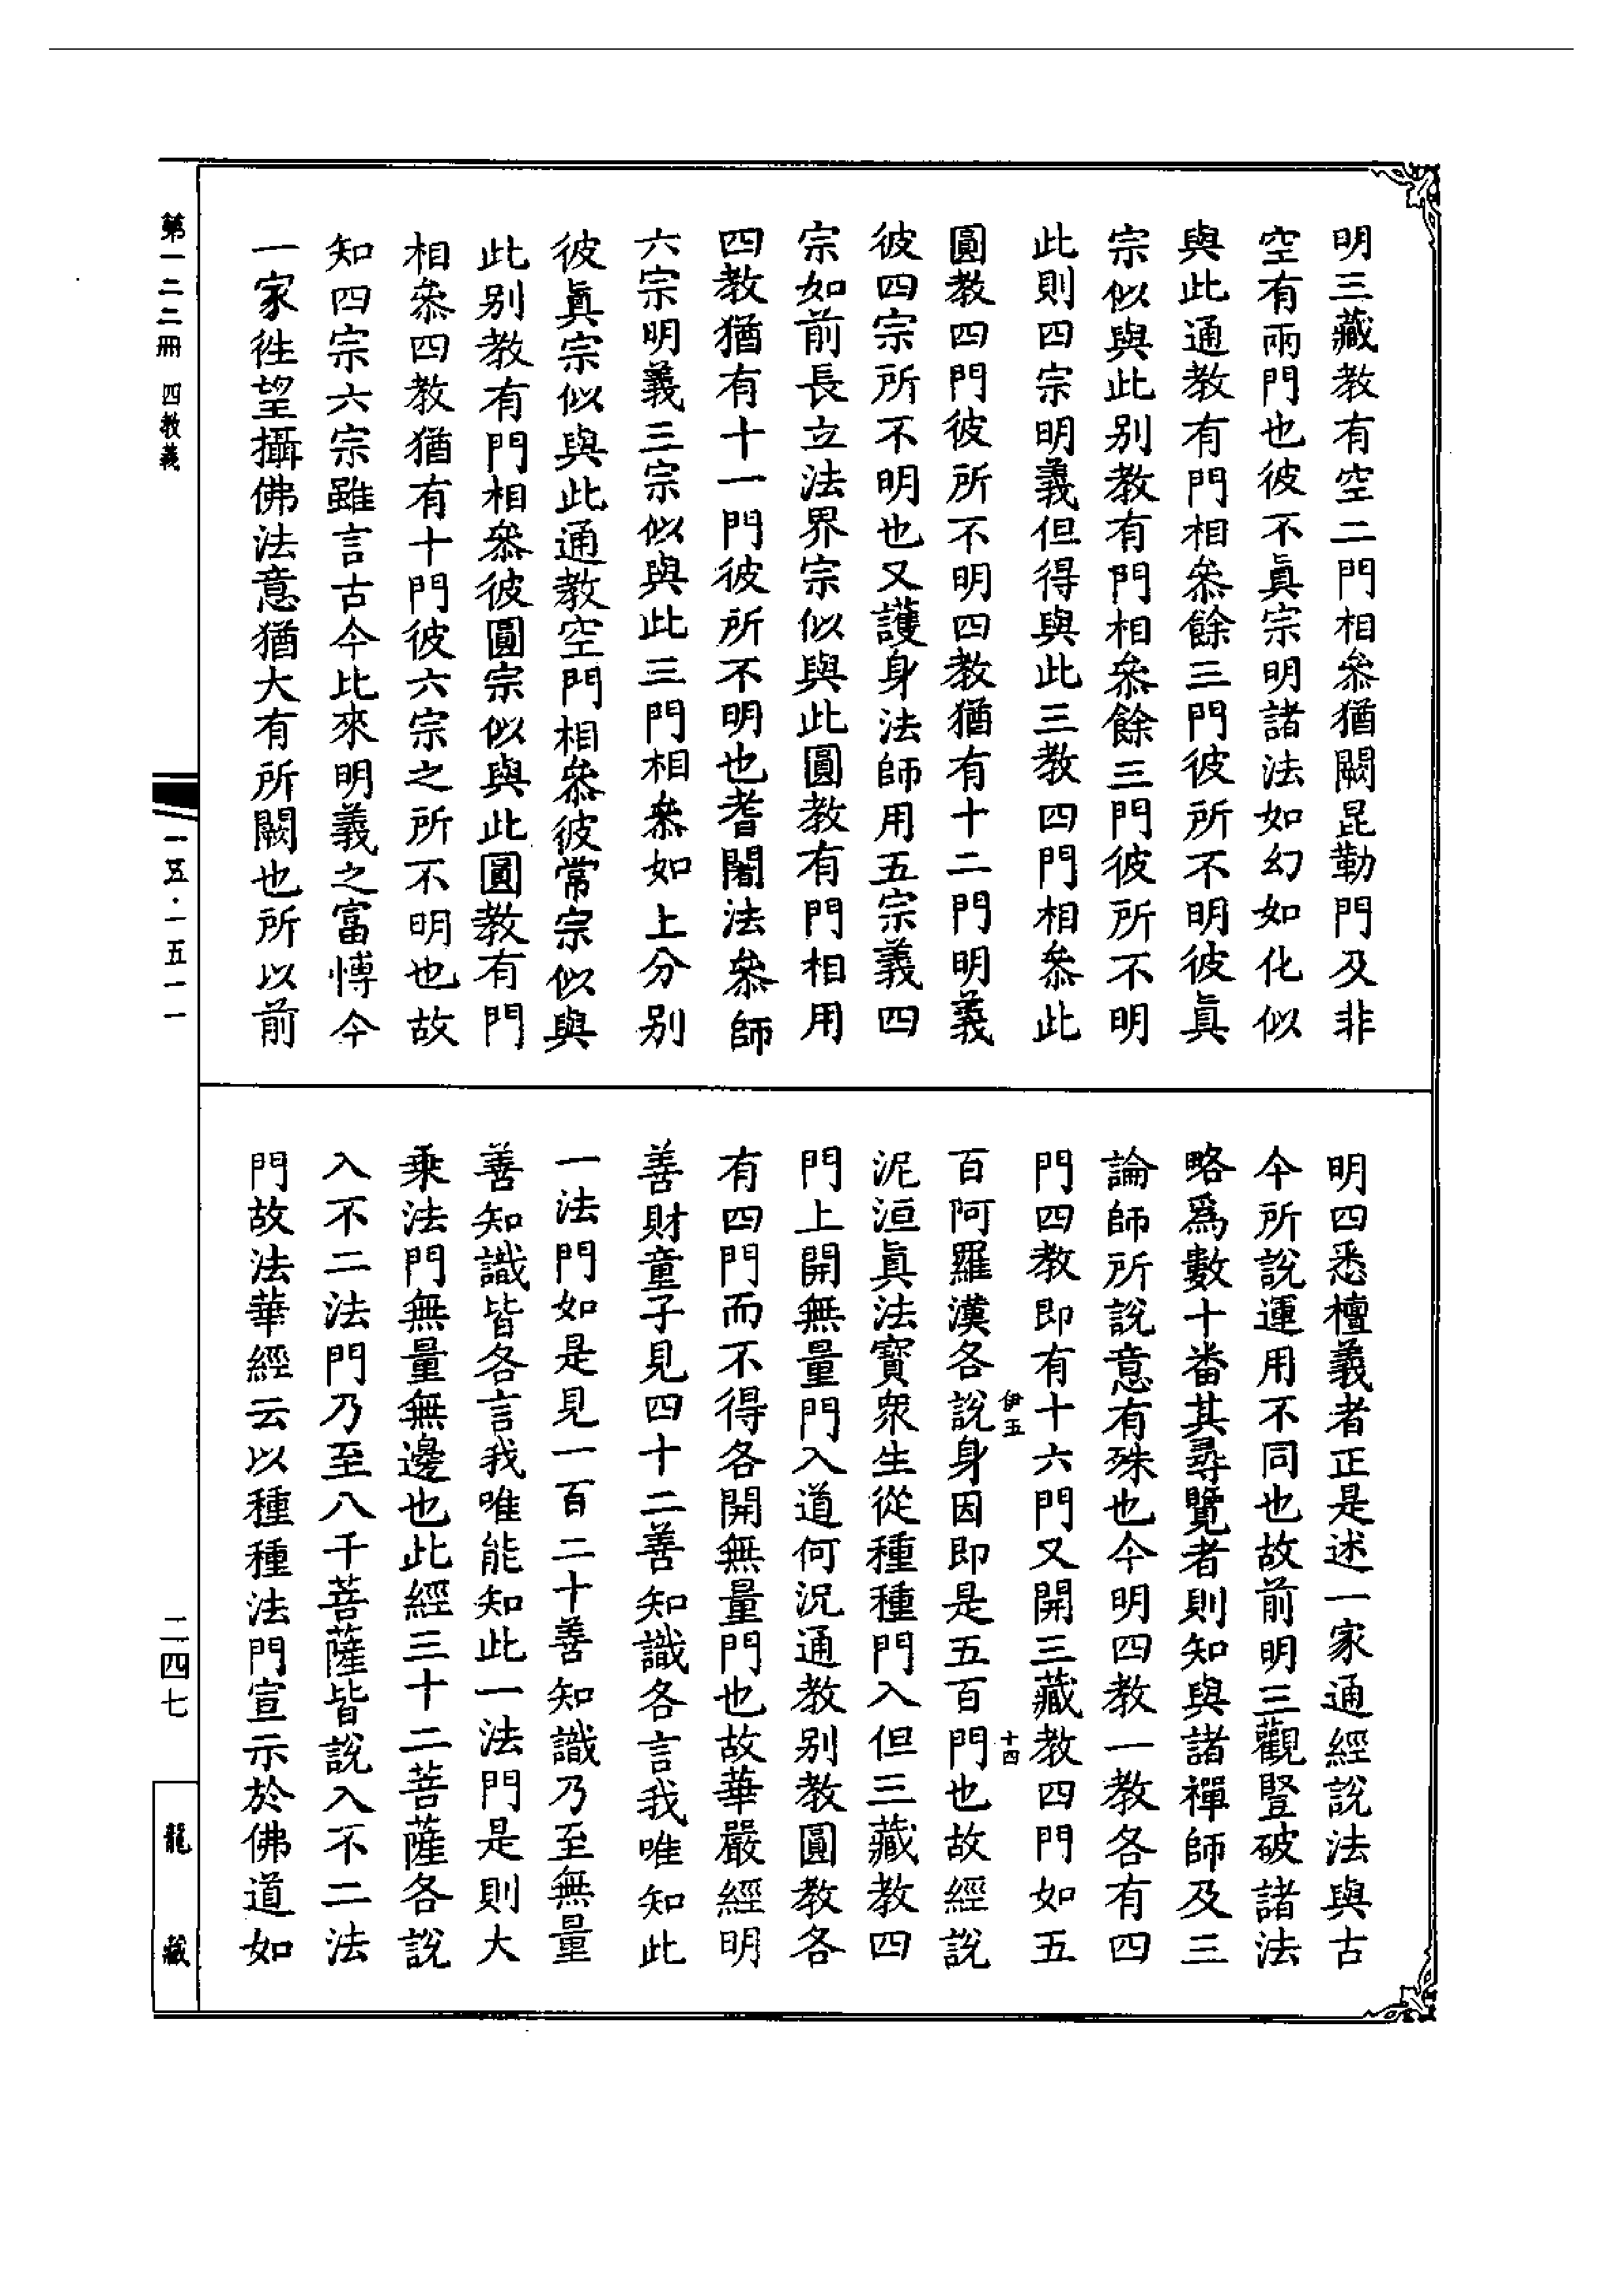 明三藏教有空二門相叅猶闕昆勒門及非
空有兩門也彼不眞宗明諸法如幻如化似
與此通教有門相叅餘三門彼所不明彼眞
宗似與此别教有門相叅餘三門彼所不明
此則四宗明義但得與此三教四門相叅此
圓教四門彼所不明四教猶有十二門明義
彼四宗所不明也又護身法師用五宗義四
宗如前長立法界宗似與此圓教有門相用
四教猶有十一門彼所不明也耆闍法叅師
六宗明義三宗似與此三門相叅如上分别
彼眞宗似與此通教空門相叅彼常宗似與
此别教有門相叅彼圓宗似與此圓教有門
相叅四教猶有十門彼六宗之所不明也故
知四宗六宗雖言古今比來明義之富愽今
一家徃望攝佛法意猶大有所闕也所以前
明四悉檀義者正是述一家通經說法與古
今所說運用不同也故前明三觀豎破諸法
略爲數十畨其尋覽者則知與諸禪師及三
論師所說意有殊也今明四教一教各有四
門四教即有十六門又開三藏教四門如五
伊五
十四
百阿羅漢各說身因即是五百門也故經說
泥洹眞法寶衆生從種種門入但三藏教四
門上開無量門入道何況通教别教圓教各
有四門而不得各開無量門也故華嚴經明
善財童子見四十二善知識各言我唯知此
一法門如是見一百二十善知識乃至無量
善知識皆各言我唯能知此一法門是則大
乗法門無量無邊也此經三十二菩薩各說
入不二法門乃至八千菩薩皆說入不二法
門故法華經云以種種法門宣示於佛道如
第一二二冊 四教義
一五·一五一一
二四七
龍藏